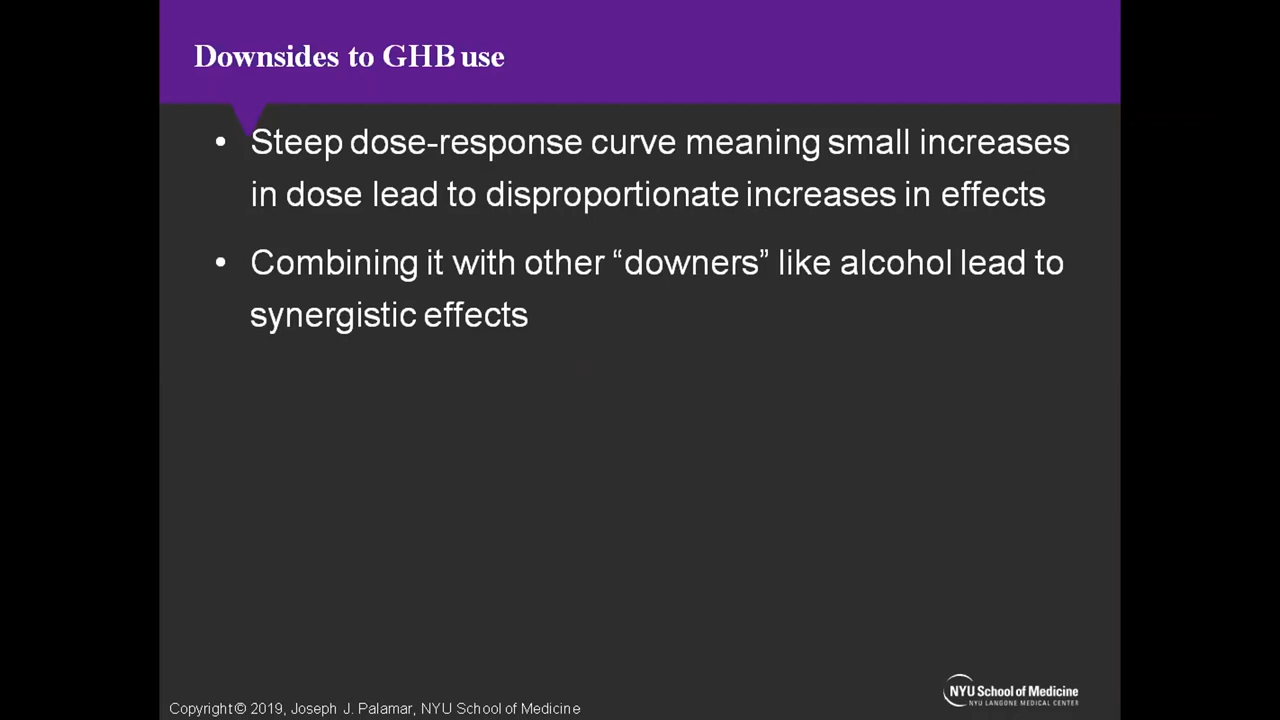 Downsides to GHB use
• Steep dose-response curve meaning small increases
in dose lead to disproportionate increases in effects
• Combining it with other “downers” like alcohol lead to
synergistic effects
NYU School of Medicine
NYU LANGONE MEDICAL CENTER
Copyright © 2019, Joseph J. Palamar, NYU School of Medicine